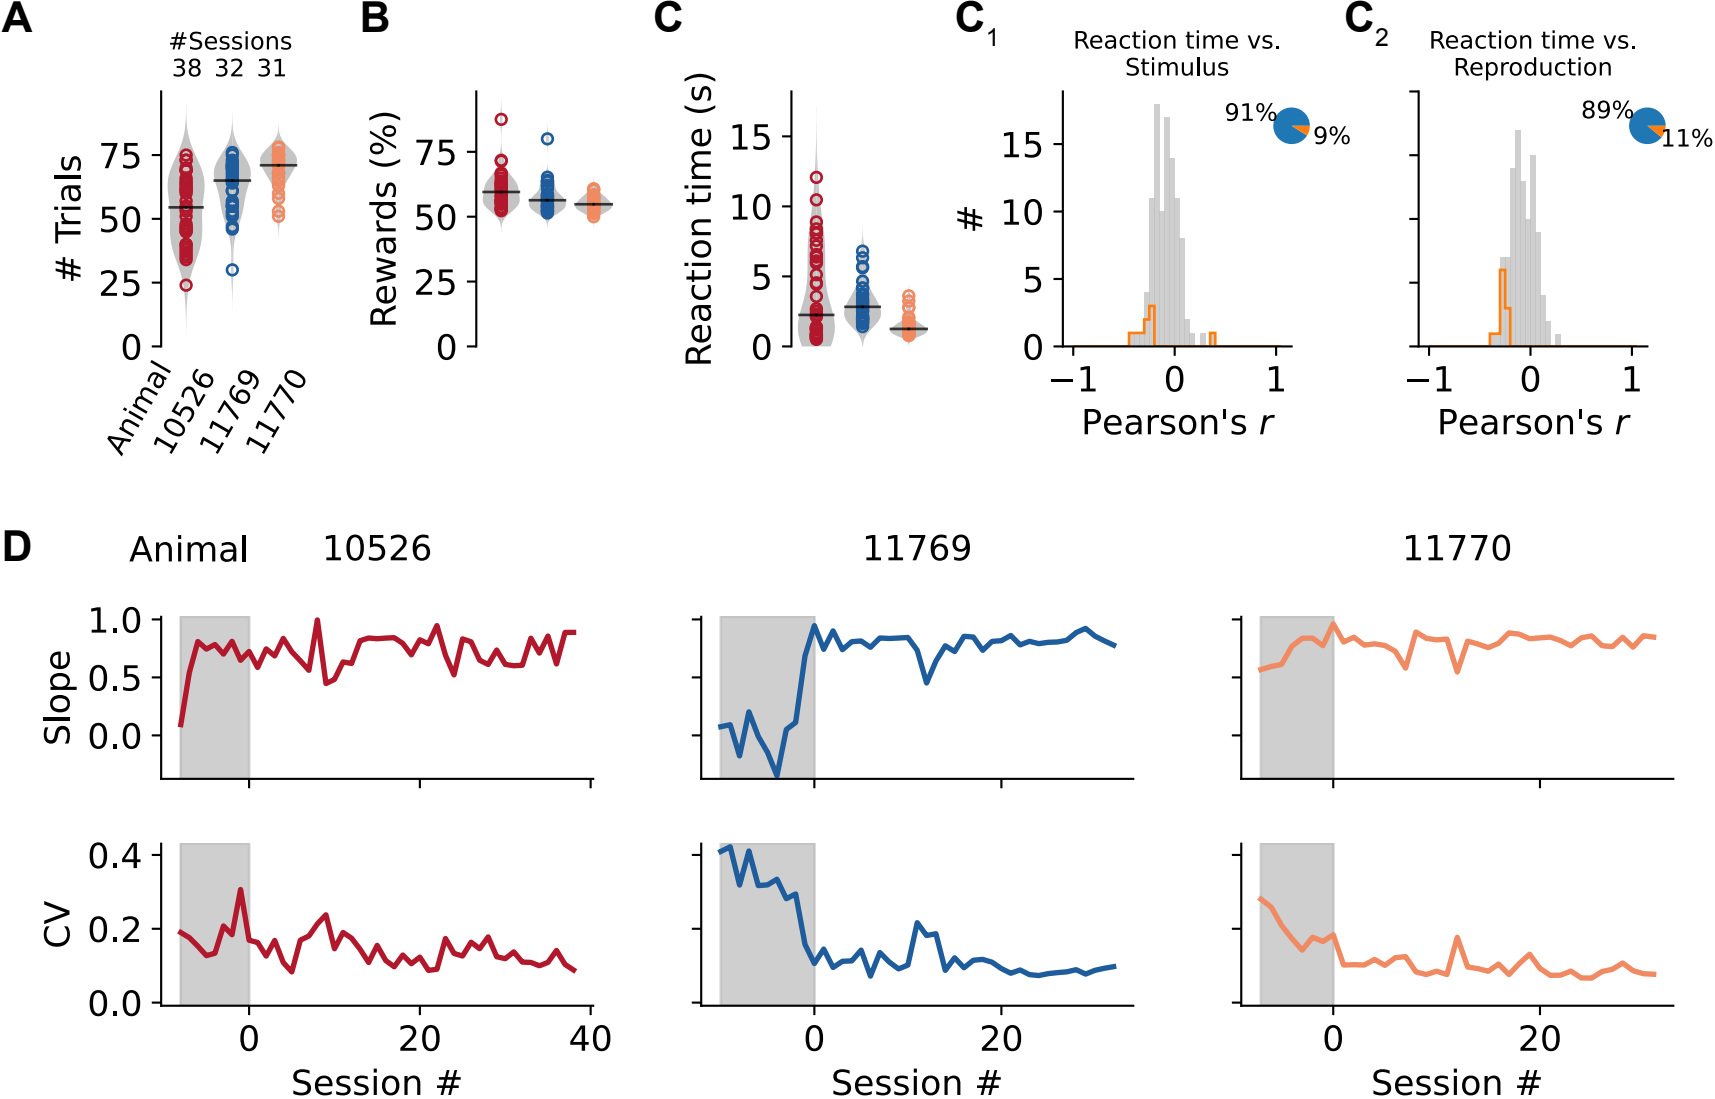 A
#Sessions
38 32 31
# Trials
75
50
25
0
Animal
10526
11769
11770
B
Rewards (%)
75
50
25
0
C
Reaction time (s)
15
10
5
0
C1
Reaction time vs.
Stimulus
91%
9%
#
15
10
5
0
−1 0 1
Pearson's r
C2
Reaction time vs.
Reproduction
89%
11%
−1 0 1
Pearson's r
D
Animal 10526 11769 11770
Slope
1.0
0.5
0.0
CV
0.4
0.2
0.0
0 20 40
Session #
0 20
Session #
0 20
Session #